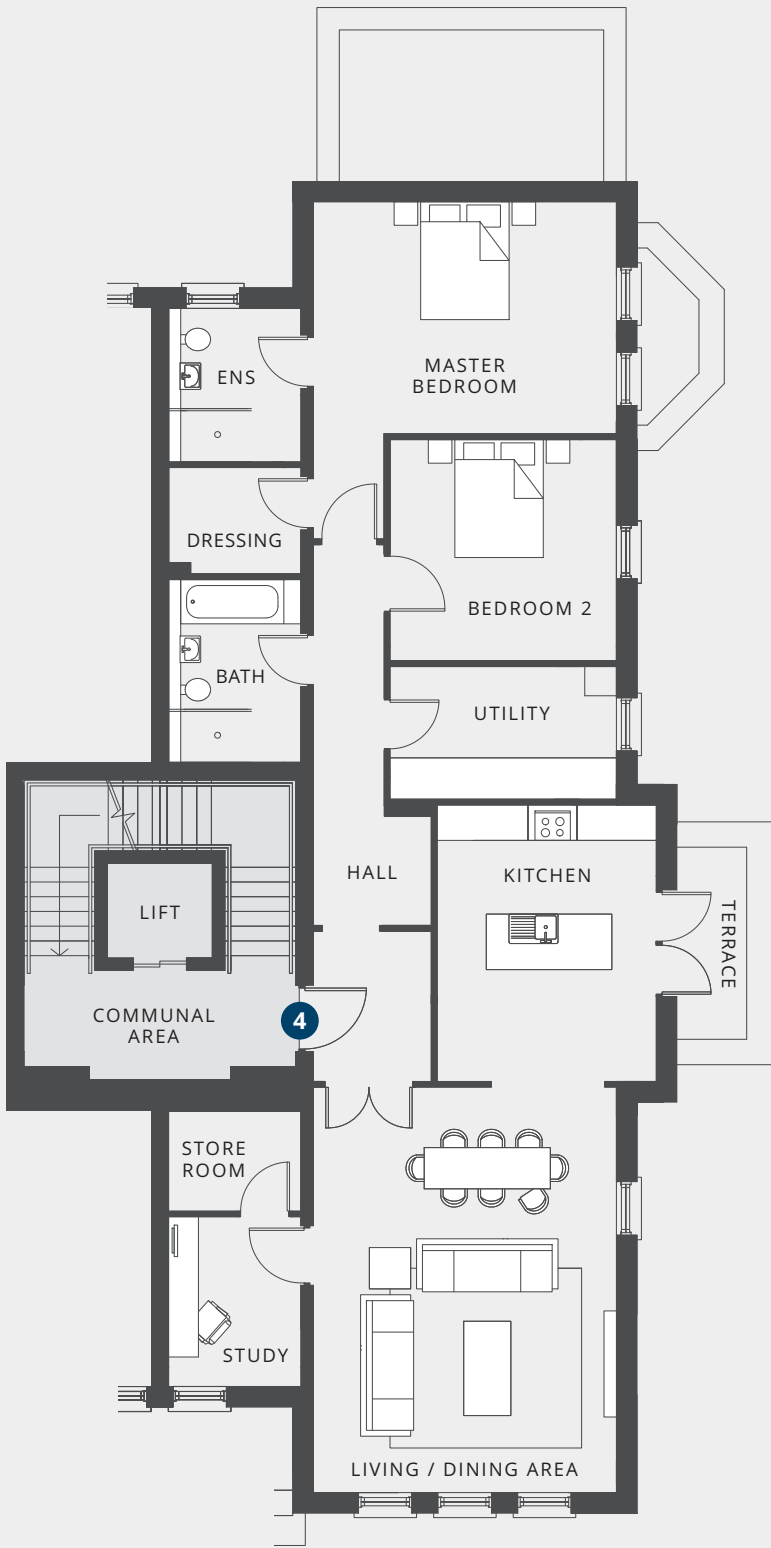 MASTER
BEDROOM
ENS
DRESSING
BEDROOM 2
BATH
UTILITY
HALL
KITCHEN
LIFT
TERRACE
COMMUNAL
AREA
4
STORE
ROOM
STUDY
LIVING / DINING AREA